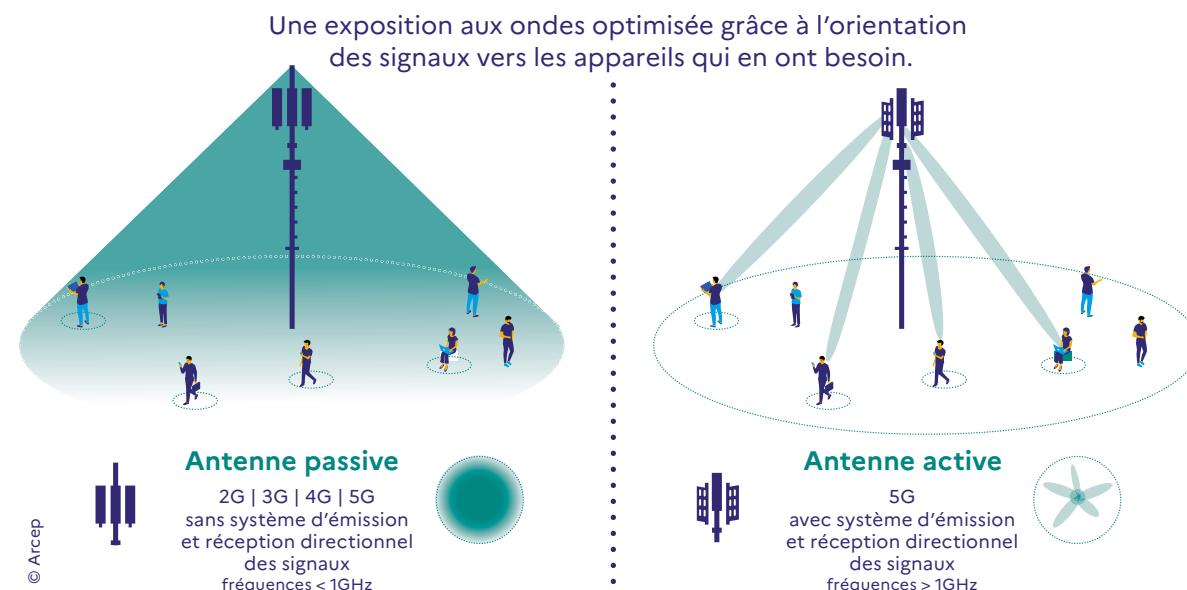 Une exposition aux ondes optimisée grâce à l'orientation
des signaux vers les appareils qui en ont besoin.
Antenne passive
2G | 3G | 4G | 5G
sans système d'émission
et réception directionnel
des signaux
fréquences < 1GHz
Antenne active
5G
avec système d'émission
et réception directionnel
des signaux
fréquences > 1GHz
© Arcep